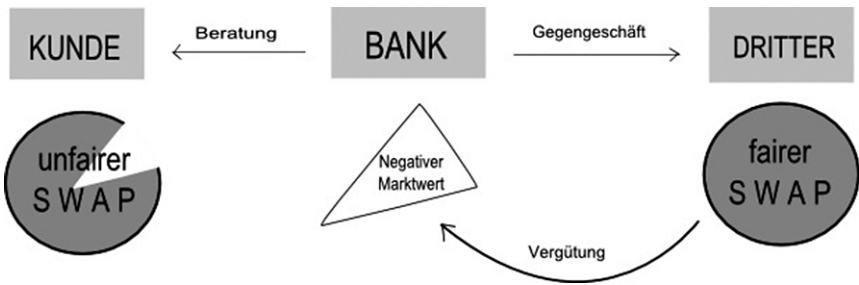 KUNDE
Beratung
BANK
Gegengeschäft
DRITTER
unfairer
S W A P
Negativer
Marktwert
fairer
S W A P
Vergütung